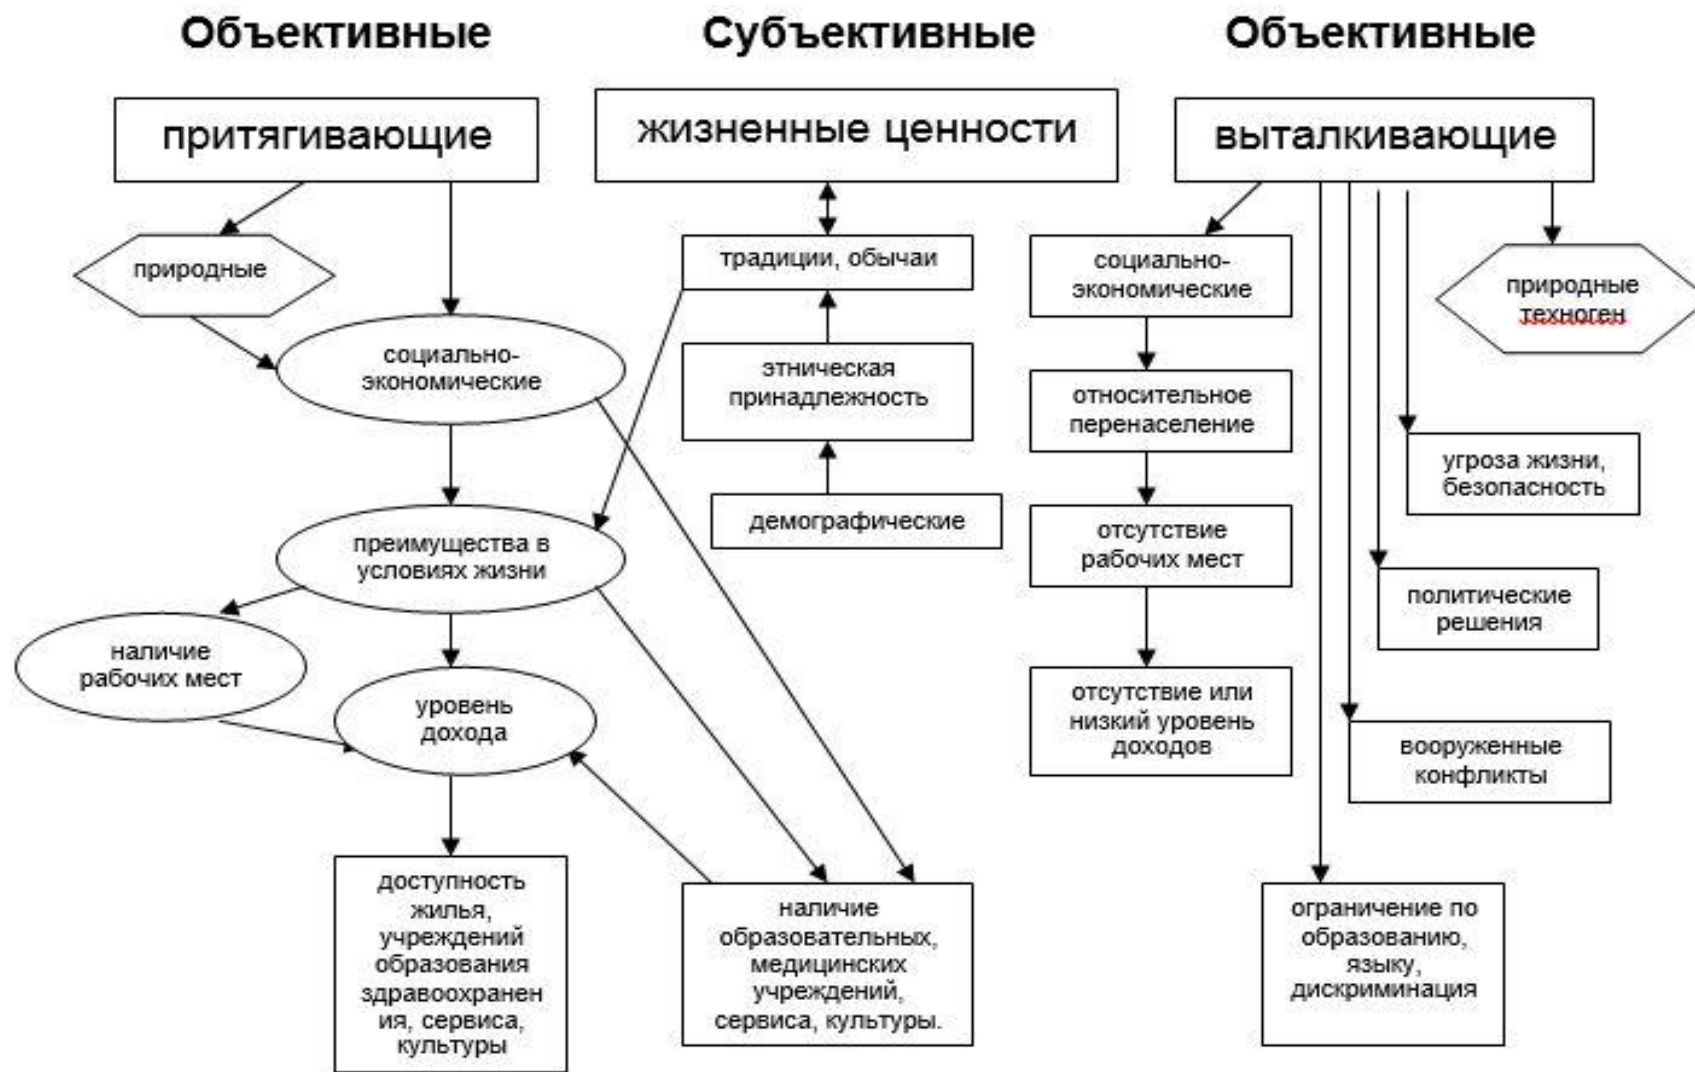 Объективные
Субъективные
Объективные
притягивающие
жизненные ценности
выталкивающие
природные
социально-
экономические
преимущества в
условиях жизни
наличие
рабочих мест
уровень
дохода
доступность
жилья,
учреждений
образования
здравоохранен
ия, сервиса,
культуры
традиции, обычаи
этническая
принадлежность
демографические
наличие
образовательных,
медицинских
учреждений,
сервиса, культуры.
социально-
экономические
относительное
перенаселение
отсутствие
рабочих мест
отсутствие или
низкий уровень
доходов
природные
техноген
угроза жизни,
безопасность
политические
решения
вооруженные
конфликты
ограничение по
образованию,
языку,
дискриминация